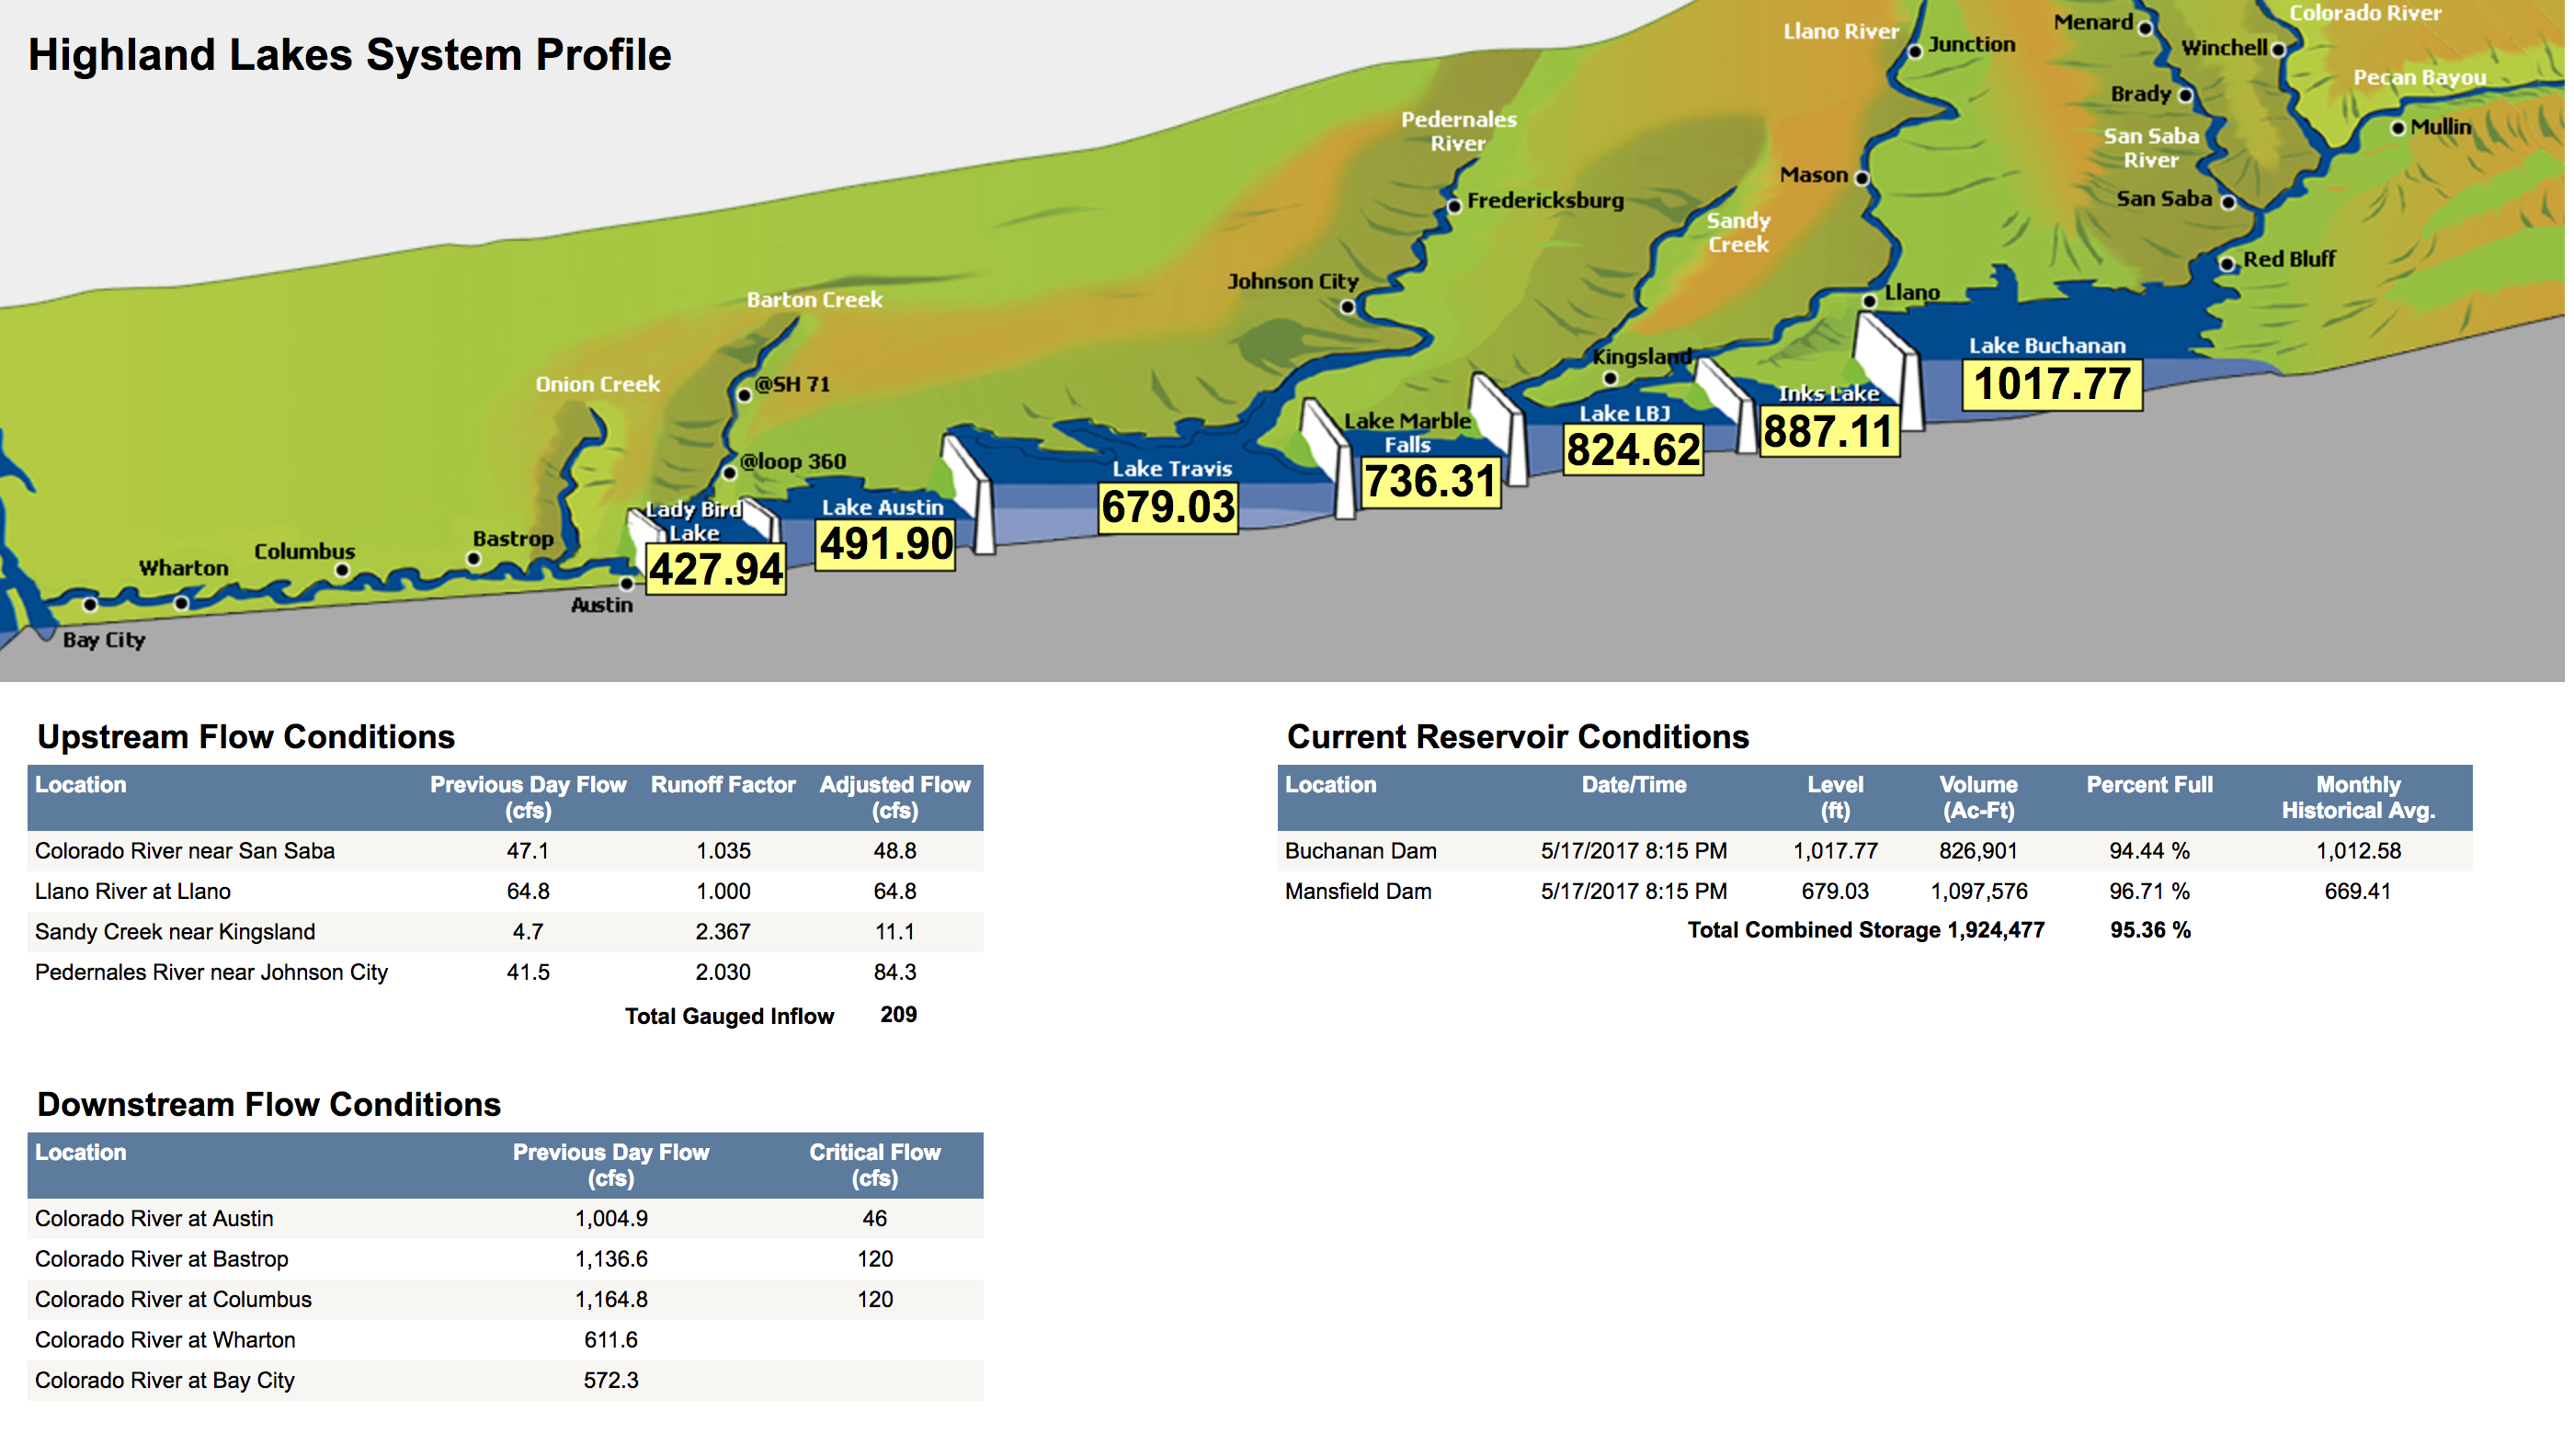 Highland Lakes System Profile
Llano River
Junction
Menard
Winchell
Colorado River
Pecan Bayou
Brady
Mullin
San Saba
River
San Saba
Red Bluff
Pedernales
River
Fredericksburg
Mason
Sandy
Creek
Johnson City
Llano
Barton Creek
Kingsland
Lake Buchanan
1017.77
Onion Creek
@SH 71
Inks Lake
887.11
Lake LBJ
824.62
Lake Marble
Falls
736.31
@loop 360
Lake Travis
679.03
Lake Austin
491.90
Lady Bird
Lake
427.94
Bastrop
Columbus
Wharton
Austin
Bay City
Upstream Flow Conditions
Location Previous Day Flow (cfs) Runoff Factor Adjusted Flow (cfs)
Colorado River near San Saba 47.1 1.035 48.8
Llano River at Llano 64.8 1.000 64.8
Sandy Creek near Kingsland 4.7 2.367 11.1
Pedernales River near Johnson City 41.5 2.030 84.3
Total Gauged Inflow 209
Current Reservoir Conditions
Location Date/Time Level (ft) Volume (Ac-Ft) Percent Full Monthly Historical Avg.
Buchanan Dam 5/17/2017 8:15 PM 1,017.77 826,901 94.44 % 1,012.58
Mansfield Dam 5/17/2017 8:15 PM 679.03 1,097,576 96.71 % 669.41
Total Combined Storage 1,924,477 95.36 %
Downstream Flow Conditions
Location Previous Day Flow (cfs) Critical Flow (cfs)
Colorado River at Austin 1,004.9 46
Colorado River at Bastrop 1,136.6 120
Colorado River at Columbus 1,164.8 120
Colorado River at Wharton 611.6
Colorado River at Bay City 572.3